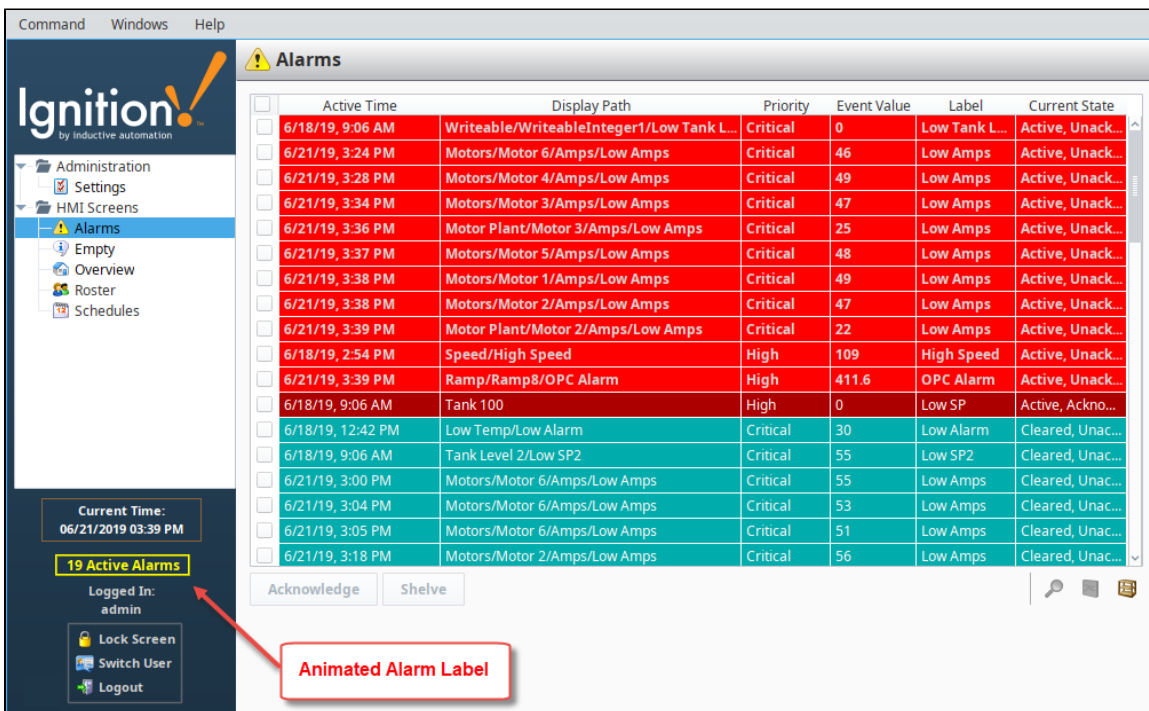 Command Windows Help
Alarms
Ignition!
by inductive automation
Administration
Settings
HMI Screens
Alarms
Empty
Overview
Roster
Schedules
Current Time:
06/21/2019 03:39 PM
19 Active Alarms
Logged In:
admin
Lock Screen
Switch User
Logout
Active Time Display Path Priority Event Value Label Current State
6/18/19, 9:06 AM Writeable/WriteableInteger1/Low Tank L... Critical 0 Low Tank L... Active, Unack...
6/21/19, 3:24 PM Motors/Motor 6/Amps/Low Amps Critical 46 Low Amps Active, Unack...
6/21/19, 3:28 PM Motors/Motor 4/Amps/Low Amps Critical 49 Low Amps Active, Unack...
6/21/19, 3:34 PM Motors/Motor 3/Amps/Low Amps Critical 47 Low Amps Active, Unack...
6/21/19, 3:36 PM Motor Plant/Motor 3/Amps/Low Amps Critical 25 Low Amps Active, Unack...
6/21/19, 3:37 PM Motors/Motor 5/Amps/Low Amps Critical 48 Low Amps Active, Unack...
6/21/19, 3:38 PM Motors/Motor 1/Amps/Low Amps Critical 49 Low Amps Active, Unack...
6/21/19, 3:38 PM Motors/Motor 2/Amps/Low Amps Critical 47 Low Amps Active, Unack...
6/21/19, 3:39 PM Motor Plant/Motor 2/Amps/Low Amps Critical 22 Low Amps Active, Unack...
6/18/19, 2:54 PM Speed/High Speed High 109 High Speed Active, Unack...
6/21/19, 3:39 PM Ramp/Ramp8/OPC Alarm High 411.6 OPC Alarm Active, Unack...
6/18/19, 9:06 AM Tank 100 High 0 Low SP Active, Ackno...
6/18/19, 12:42 PM Low Temp/Low Alarm Critical 30 Low Alarm Cleared, Unac...
6/18/19, 9:06 AM Tank Level 2/Low SP2 Critical 55 Low SP2 Cleared, Unac...
6/21/19, 3:00 PM Motors/Motor 6/Amps/Low Amps Critical 55 Low Amps Cleared, Unac...
6/21/19, 3:04 PM Motors/Motor 6/Amps/Low Amps Critical 53 Low Amps Cleared, Unac...
6/21/19, 3:05 PM Motors/Motor 6/Amps/Low Amps Critical 51 Low Amps Cleared, Unac...
6/21/19, 3:18 PM Motors/Motor 2/Amps/Low Amps Critical 56 Low Amps Cleared, Unac...
Acknowledge Shelve
Animated Alarm Label